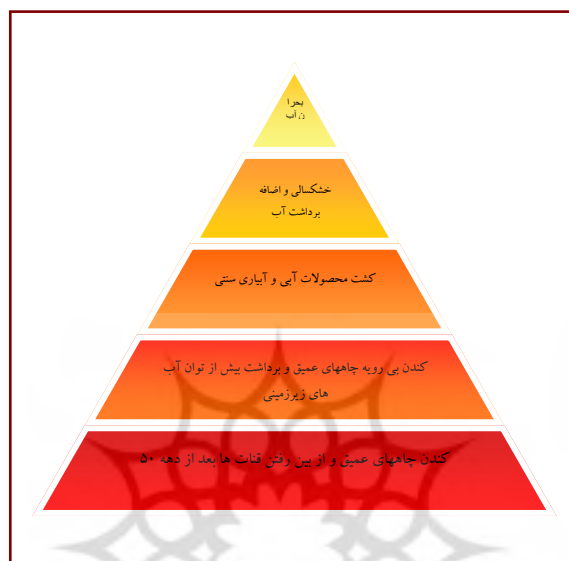 بحرا
ن آب
خشکسالی و اضافه
برداشت آب
کشت محصولات آبی و آبیاری سنتی
کندن بی رویه چاههای عمیق و برداشت بیش از توان آب
های زیرزمینی
کندن چاههای عمیق و از بین رفتن قنات ها بعد از دهه ۵۰